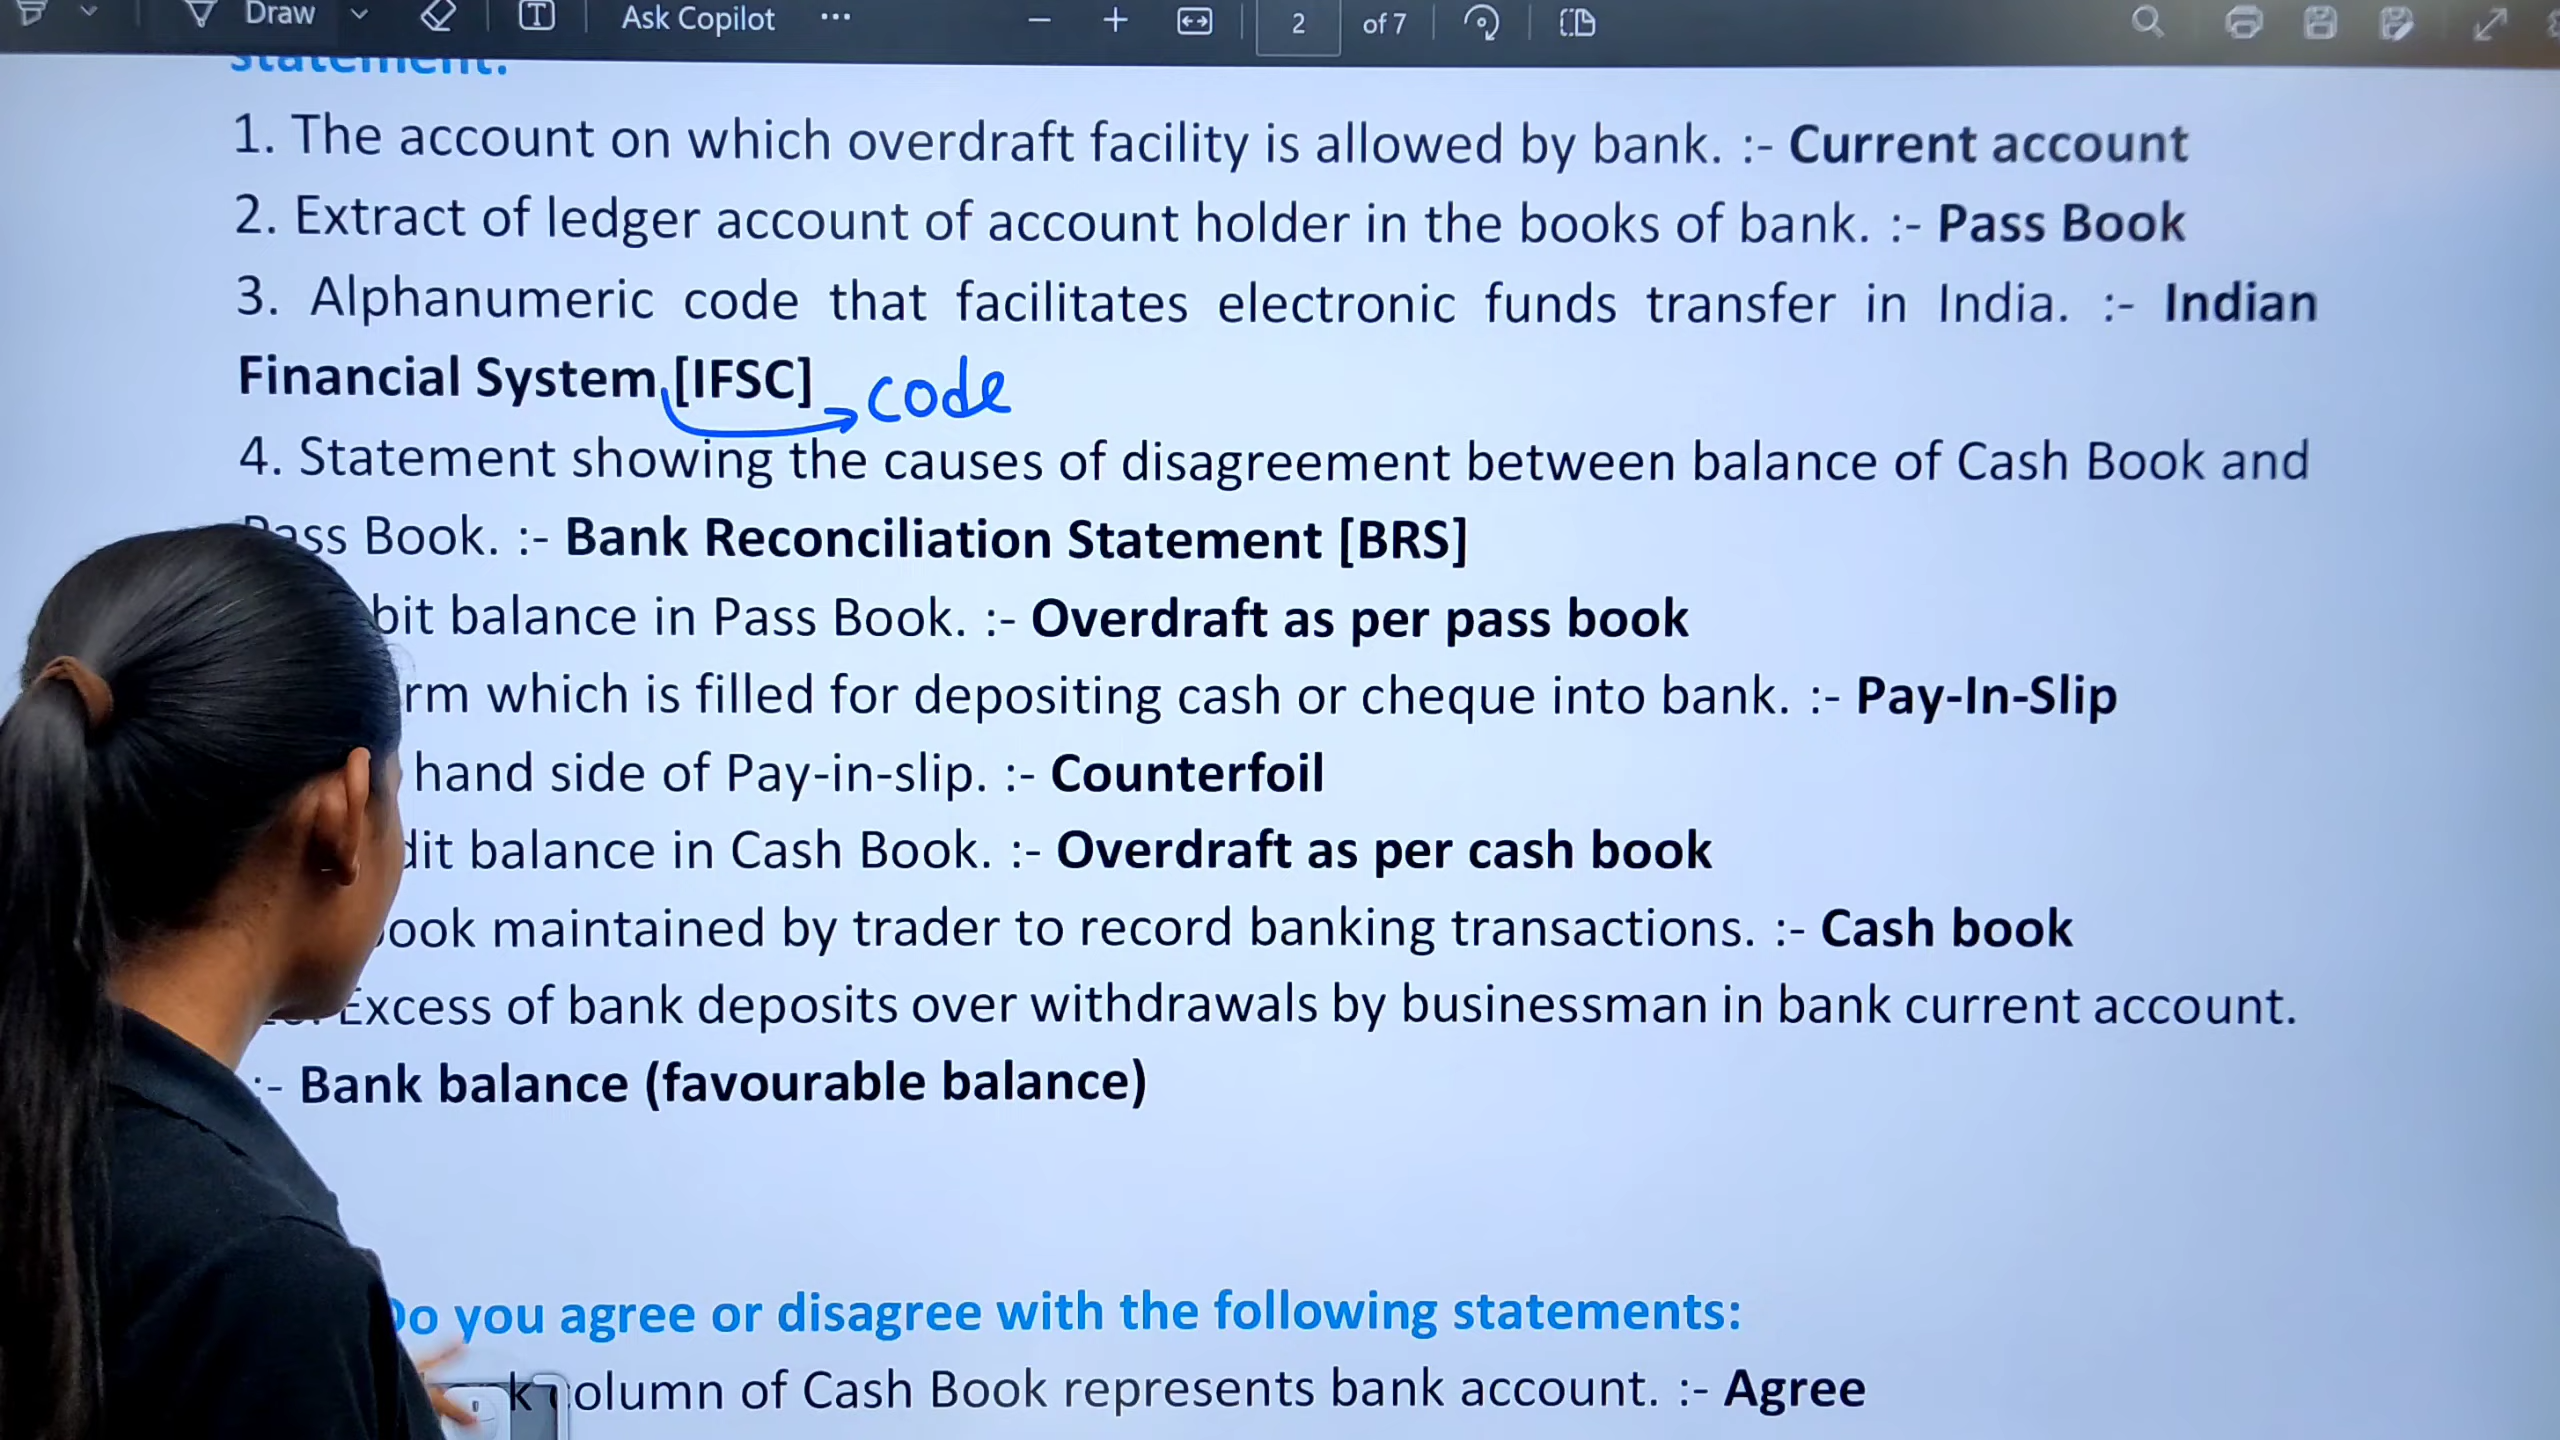 Draw
Ask Copilot ...
2 of 7
statement:
1. The account on which overdraft facility is allowed by bank. :- Current account
2. Extract of ledger account of account holder in the books of bank. :- Pass Book
3. Alphanumeric code that facilitates electronic funds transfer in India. :- Indian
Financial System [IFSC] code
4. Statement showing the causes of disagreement between balance of Cash Book and
Pass Book. :- Bank Reconciliation Statement [BRS]
balance in Pass Book. :- Overdraft as per pass book
which is filled for depositing cash or cheque into bank. :- Pay-In-Slip
hand side of Pay-in-slip. :- Counterfoil
balance in Cash Book. :- Overdraft as per cash book
maintained by trader to record banking transactions. :- Cash book
Excess of bank deposits over withdrawals by businessman in bank current account.
:- Bank balance (favourable balance)
Do you agree or disagree with the following statements:
column of Cash Book represents bank account. :- Agree